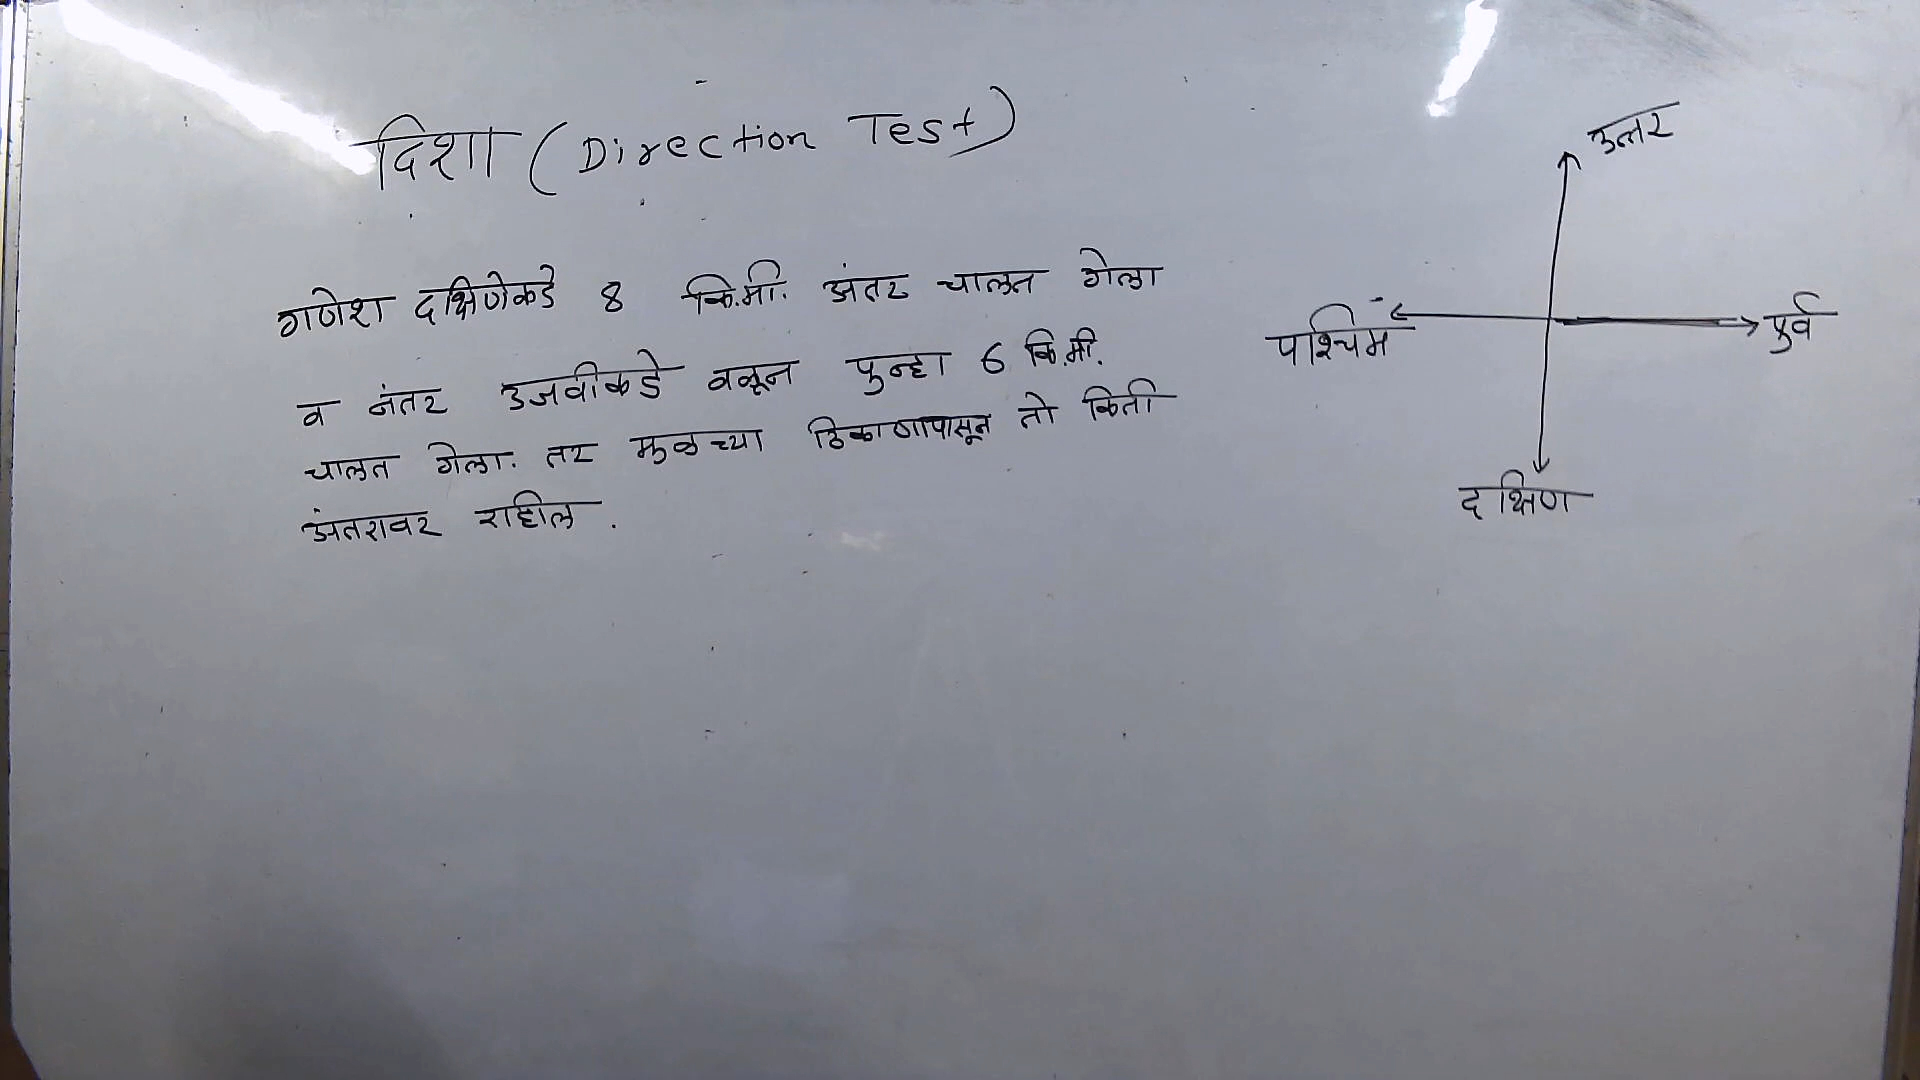 दिशा (Direction Test)
गणेश दक्षिणेकडे 8 कि.मी. अंतर चालत गेला
व नंतर उजवीकडे वळून पुन्हा 6 कि.मी.
चालत गेला. तर मुळच्या ठिकाणापासून तो किती
अंतरावर राहील.
उत्तर
पश्चिम
पुर्व
दक्षिण